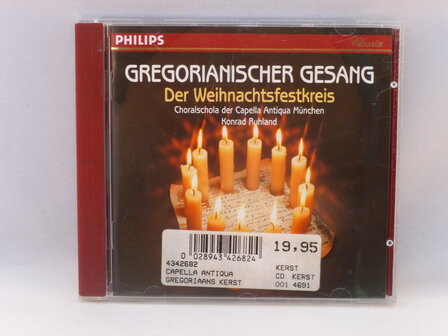 PHILIPS
Classics
GREGORIANISCHER GESANG
Der Weihnachtsfestkreis
Choralschola der Capella Antiqua München
Konrad Ruhland
19,95
0 028943 426824
4342682 KERST
CAPELLA ANTIQUA CD KERST
GREGORIAANS KERST 001 4691